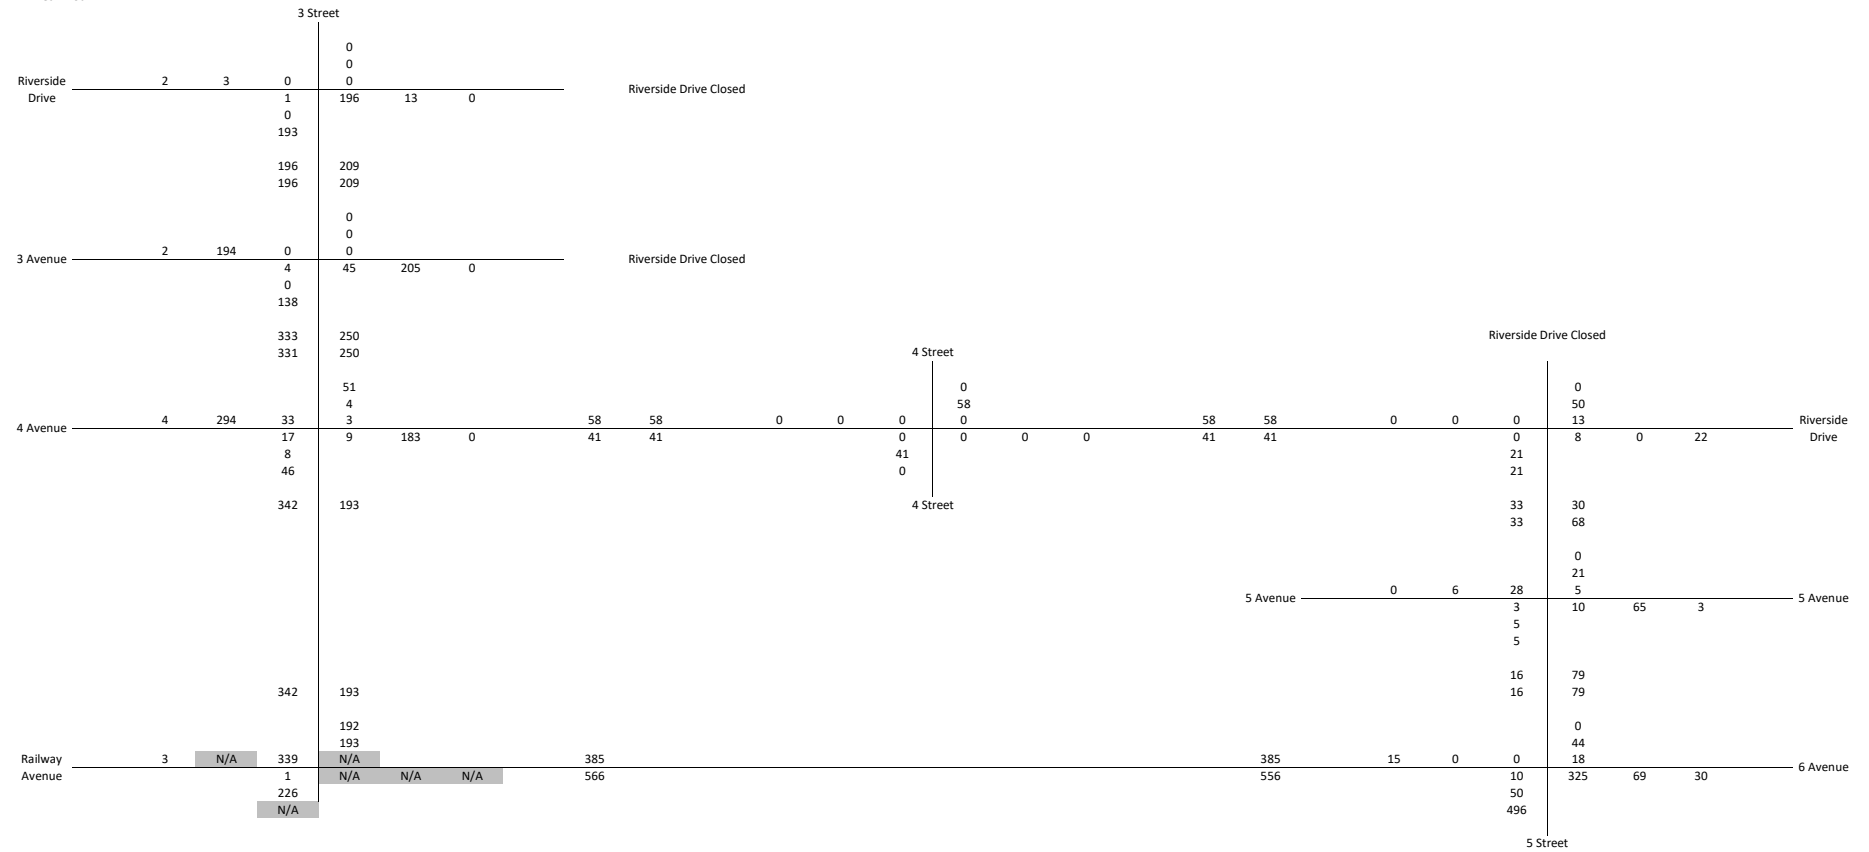 3 Street
0
0
Riverside 2 3 0 0
Drive 1 196 13 0 Riverside Drive Closed
0
193
196 209
196 209
0
0
2 194 0 0
3 Avenue 4 45 205 0 Riverside Drive Closed
0
138
333 250 Riverside Drive Closed
331 250 4 Street
51 0 0
4 58 50
4 294 33 3 58 58 0 0 0 0 58 58 0 0 0 13 Riverside
4 Avenue 17 9 183 0 41 41 0 0 0 0 41 41 0 8 0 22 Drive
8 41 21
46 0 21
342 193 4 Street 33 30
33 68
0
21
0 6 28 5
5 Avenue 3 10 65 3 5 Avenue
5
5
16 79
342 193 16 79
192 0
193 44
Railway 3 N/A 339 N/A 385 385 15 0 0 18
Avenue 1 N/A N/A N/A 566 556 10 325 69 30 6 Avenue
226 50
N/A 496
5 Street